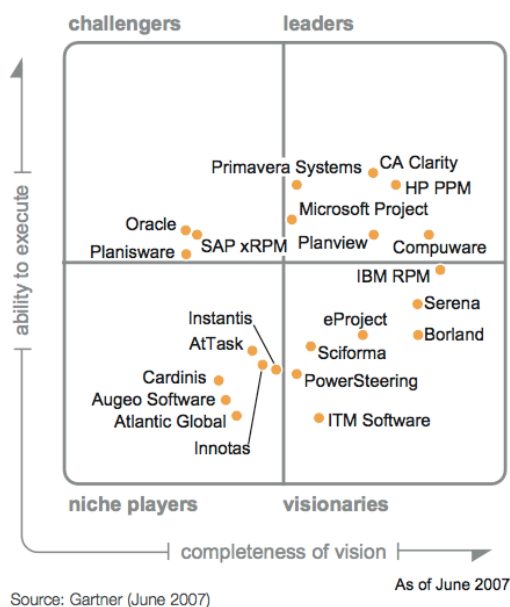 challengers
leaders
ability to execute
Primavera Systems
CA Clarity
HP PPM
Microsoft Project
Oracle
SAP xRPM
Planview
Compuware
Planisware
IBM RPM
Serena
Instantis
eProject
Borland
AtTask
Sciforma
Cardinis
PowerSteering
Augeo Software
Atlantic Global
ITM Software
Innotas
niche players
visionaries
completeness of vision
As of June 2007
Source: Gartner (June 2007)